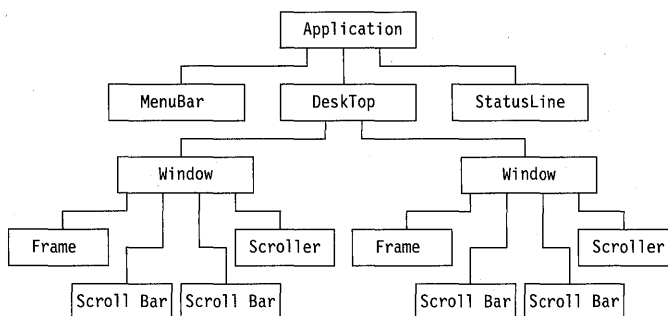 Application
MenuBar DeskTop StatusLine
Window Window
Frame Scroller Frame Scroller
Scroll Bar Scroll Bar Scroll Bar Scroll Bar